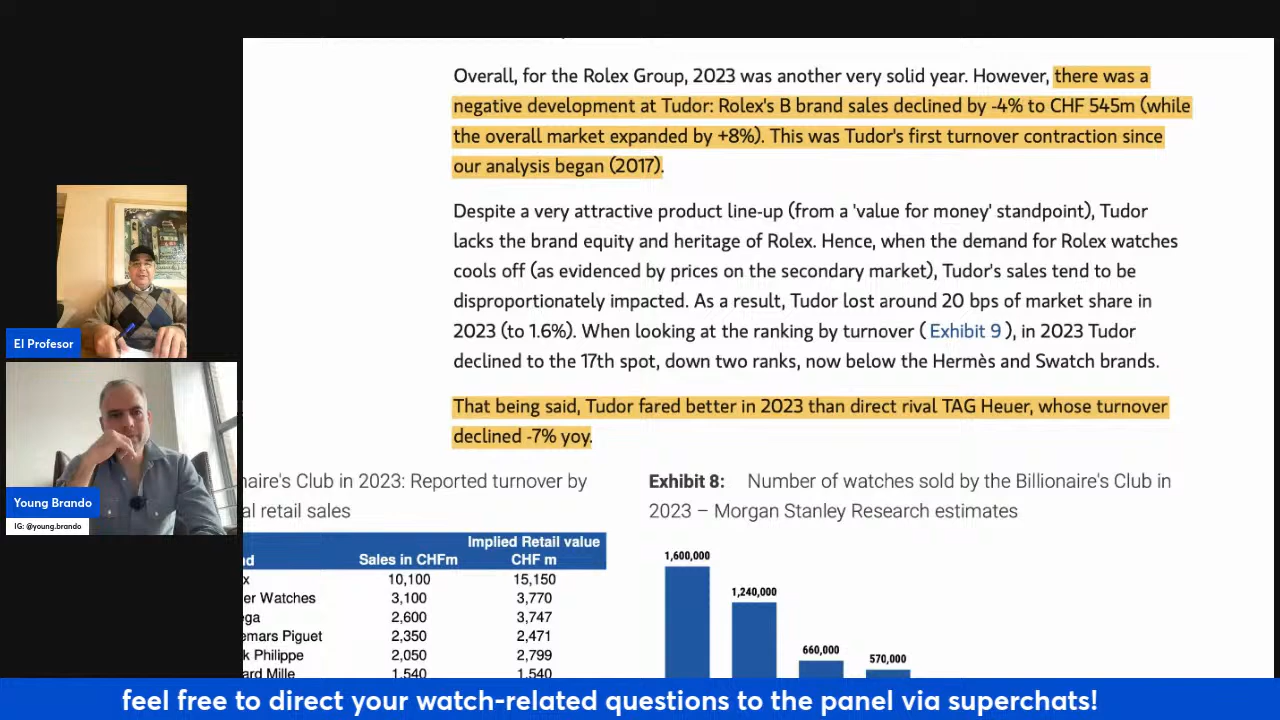 Overall, for the Rolex Group, 2023 was another very solid year. However, there was a
negative development at Tudor: Rolex's B brand sales declined by -4% to CHF 545m (while
the overall market expanded by +8%). This was Tudor's first turnover contraction since
our analysis began (2017).
Despite a very attractive product line-up (from a 'value for money' standpoint), Tudor
lacks the brand equity and heritage of Rolex. Hence, when the demand for Rolex watches
cools off (as evidenced by prices on the secondary market), Tudor's sales tend to be
disproportionately impacted. As a result, Tudor lost around 20 bps of market share in
2023 (to 1.6%). When looking at the ranking by turnover ( Exhibit 9 ), in 2023 Tudor
declined to the 17th spot, down two ranks, now below the Hermès and Swatch brands.
That being said, Tudor fared better in 2023 than direct rival TAG Heuer, whose turnover
declined -7% yoy.
naire's Club in 2023: Reported turnover by
al retail sales
Implied Retail value
d Sales in CHFm CHF m
x 10,100 15,150
er Watches 3,100 3,770
ga 2,600 3,747
emars Piguet 2,350 2,471
k Philippe 2,050 2,799
ard Mille 1,540 1,540
Exhibit 8: Number of watches sold by the Billionaire's Club in
2023 – Morgan Stanley Research estimates
1,600,000
1,240,000
660,000
570,000
El Profesor
Young Brando
IG: @young.brando
feel free to direct your watch-related questions to the panel via superchats!